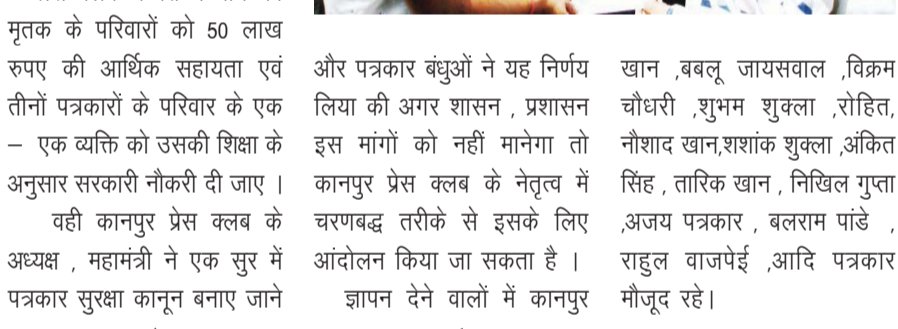 मृतक के परिवारों को 50 लाख
रुपए की आर्थिक सहायता एवं
तीनों पत्रकारों के परिवार के एक
– एक व्यक्ति को उसकी शिक्षा के
अनुसार सरकारी नौकरी दी जाए ।
वही कानपुर प्रेस क्लब के
अध्यक्ष , महामंत्री ने एक सुर में
पत्रकार सुरक्षा कानून बनाए जाने
और पत्रकार बंधुओं ने यह निर्णय
लिया की अगर शासन , प्रशासन
इस मांगों को नहीं मानेगा तो
कानपुर प्रेस क्लब के नेतृत्व में
चरणबद्ध तरीके से इसके लिए
आंदोलन किया जा सकता है ।
ज्ञापन देने वालों में कानपुर
खान ,बबलू जायसवाल ,विक्रम
चौधरी ,शुभम शुक्ला ,रोहित,
नौशाद खान,शशांक शुक्ला ,अंकित
सिंह , तारिक खान , निखिल गुप्ता
,अजय पत्रकार , बलराम पांडे ,
राहुल वाजपेई ,आदि पत्रकार
मौजूद रहे।